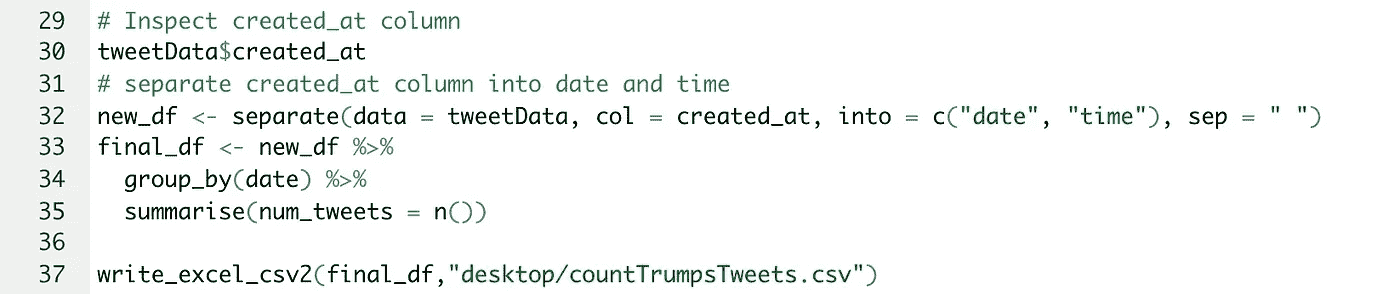 29 # Inspect created_at column
30 tweetData$created_at
31 # separate created_at column into date and time
32 new_df <- separate(data = tweetData, col = created_at, into = c("date", "time"), sep = " ")
33 final_df <- new_df %>%
34   group_by(date) %>%
35   summarise(num_tweets = n())
36
37 write_excel_csv2(final_df,"desktop/countTrumpsTweets.csv")